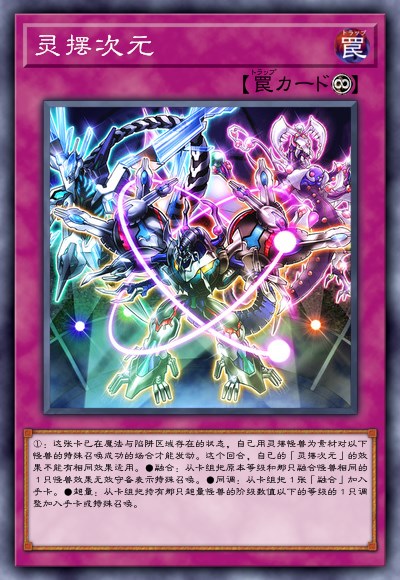 灵摆次元
トラップ
罠
トラップ
【罠カード】
①：这张卡已在魔法与陷阱区域存在的状态，自己用灵摆怪兽为素材对以下
怪兽的特殊召唤成功的场合才能发动。这个回合，自己的「灵摆次元」的效
果不能有相同效果适用。●融合：从卡组把原本等级和那只融合怪兽相同的
1只怪兽效果无效守备表示特殊召唤。●同调：从卡组把1张「融合」加入
手卡。●超量：从卡组把持有那只超量怪兽的阶级数值以下的等级的1只调
整加入手卡或特殊召唤。